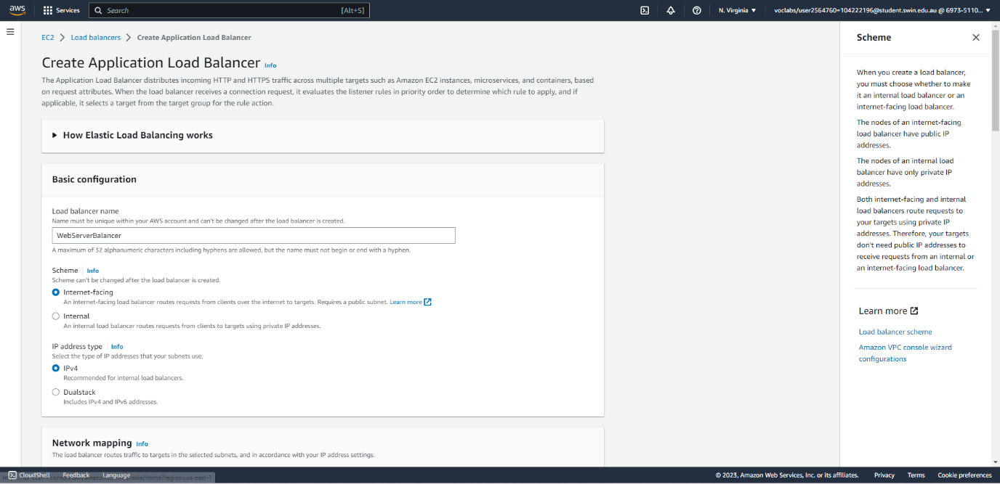 aws Services Search [Alt+S] N. Virginia voclabs/user2564760=104222196@student.swin.edu.au @ 6973-5110...
EC2 Load balancers Create Application Load Balancer
Create Application Load Balancer Info
The Application Load Balancer distributes incoming HTTP and HTTPS traffic across multiple targets such as Amazon EC2 instances, microservices, and containers, based
on request attributes. When the load balancer receives a connection request, it evaluates the listener rules in priority order to determine which rule to apply, and if
applicable, it selects a target from the target group for the rule action.
How Elastic Load Balancing works
Basic configuration
Load balancer name
Name must be unique within your AWS account and can't be changed after the load balancer is created.
WebServerBalancer
A maximum of 32 alphanumeric characters including hyphens are allowed, but the name must not begin or end with a hyphen.
Scheme Info
Scheme can't be changed after the load balancer is created.
Internet-facing
An internet-facing load balancer routes requests from clients over the internet to targets. Requires a public subnet. Learn more
Internal
An internal load balancer routes requests from clients to targets using private IP addresses.
IP address type Info
Select the type of IP addresses that your subnets use.
IPv4
Recommended for internal load balancers.
Dualstack
Includes IPv4 and IPv6 addresses.
Network mapping Info
The load balancer routes traffic to targets in the selected subnets, and in accordance with your IP address settings.
Scheme
When you create a load balancer,
you must choose whether to make
it an internal load balancer or an
internet-facing load balancer.
The nodes of an internet-facing
load balancer have public IP
addresses.
The nodes of an internal load
balancer have only private IP
addresses.
Both internet-facing and internal
load balancers route requests to
your targets using private IP
addresses. Therefore, your targets
don't need public IP addresses to
receive requests from an internal or
an internet-facing load balancer.
Learn more
Load balancer scheme
Amazon VPC console wizard
configurations
CloudShell Feedback Language © 2023, Amazon Web Services, Inc. or its affiliates. Privacy Terms Cookie preferences